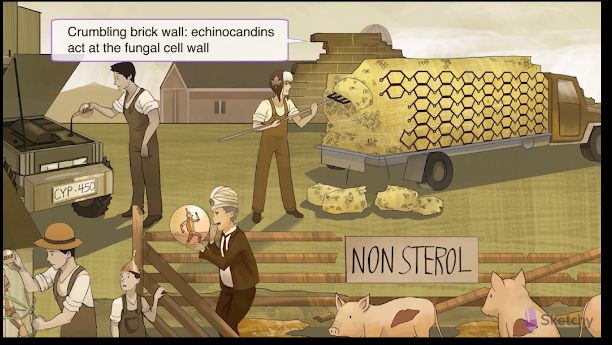 Crumbling brick wall: echinocandins
act at the fungal cell wall
CYP-450
NON STEROL
Sketchy